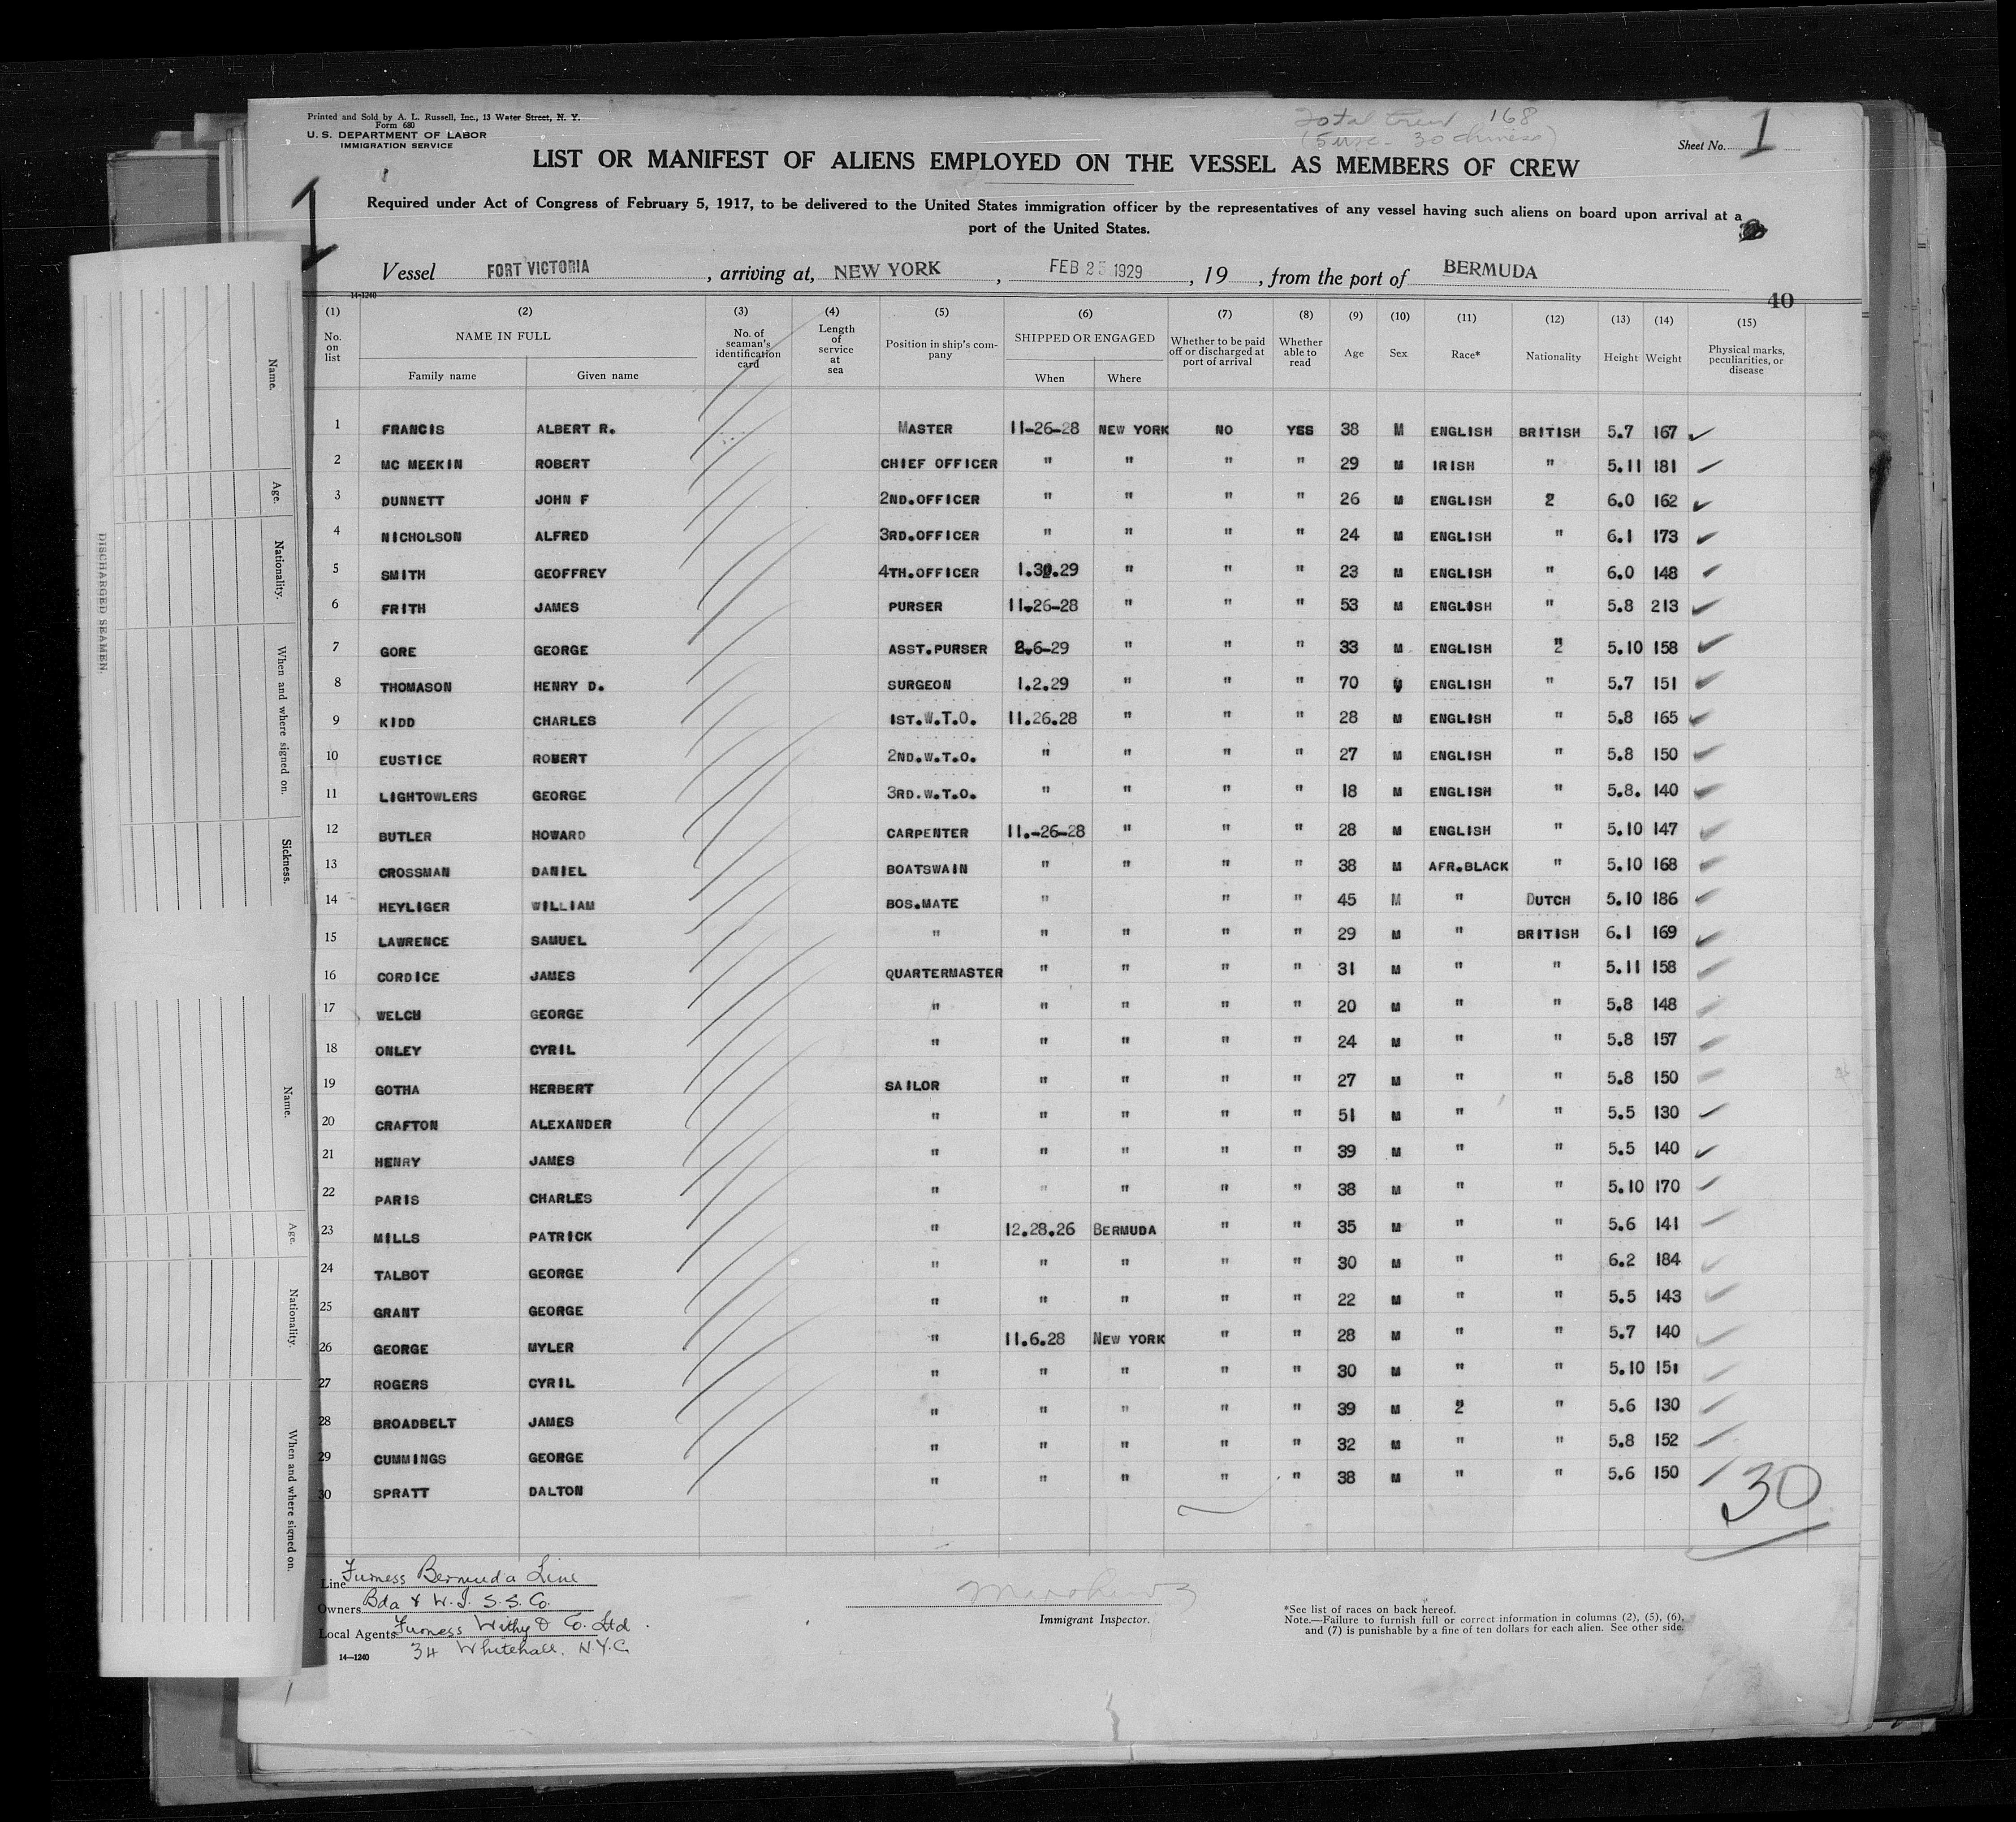 Printed and Sold by A. L. Russell, Inc., 13 Water Street, N. Y.
Form 680
U. S. DEPARTMENT OF LABOR
IMMIGRATION SERVICE
Total Crew 168
30 chinese)
Sheet No. 1
LIST OR MANIFEST OF ALIENS EMPLOYED ON THE VESSEL AS MEMBERS OF CREW
1
Required under Act of Congress of February 5, 1917, to be delivered to the United States immigration officer by the representatives of any vessel having such aliens on board upon arrival at a
port of the United States.
Vessel FORT VICTORIA, arriving at, NEW YORK, FEB 25 1929, 19, from the port of BERMUDA
14-1240
40
(1) (2) (3) (4) (5) (6) (7) (8) (9) (10) (11) (12) (13) (14) (15)
No. on list NAME IN FULL No. of seaman's identification card Length of service at sea Position in ship's company SHIPPED OR ENGAGED Whether to be paid off or discharged at port of arrival Whether able to read Age Sex Race* Nationality Height Weight Physical marks, peculiarities, or disease
Family name Given name When Where
1 FRANCIS ALBERT R. MASTER 11-26-28 NEW YORK NO YES 38 M ENGLISH BRITISH 5.7 167
2 MC MEEKIN ROBERT CHIEF OFFICER " " " " 29 M IRISH " 5.11 181
3 DUNNETT JOHN F 2ND.OFFICER " " " " 26 M ENGLISH 2 6.0 162
4 NICHOLSON ALFRED 3RD.OFFICER " " " " 24 M ENGLISH " 6.1 173
5 SMITH GEOFFREY 4TH.OFFICER 1.30.29 " " " 23 M ENGLISH " 6.0 148
6 FRITH JAMES PURSER 11.26-28 " " " 53 M ENGLISH " 5.8 213
7 GORE GEORGE ASST.PURSER 2.6-29 " " " 33 M ENGLISH " 5.10 158
8 THOMASON HENRY D. SURGEON 1.2.29 " " " 70 M ENGLISH " 5.7 151
9 KIDD CHARLES 1ST.W.T.O. 11.26.28 " " " 28 M ENGLISH " 5.8 165
10 EUSTICE ROBERT 2ND.W.T.O. " " " " 27 M ENGLISH " 5.8 150
11 LIGHTOWLERS GEORGE 3RD.W.T.O. " " " " 18 M ENGLISH " 5.8. 140
12 BUTLER HOWARD CARPENTER 11.-26-28 " " " 28 M ENGLISH " 5.10 147
13 CROSSMAN DANIEL BOATSWAIN " " " " 38 M AFR.BLACK " 5.10 168
14 HEYLIGER WILLIAM BOS.MATE " " " 45 M " DUTCH 5.10 186
15 LAWRENCE SAMUEL " " " " " 29 M " BRITISH 6.1 169
16 CORDICE JAMES QUARTERMASTER " " " " 31 M " " 5.11 158
17 WELCH GEORGE " " " " " 20 M " " 5.8 148
18 ONLEY CYRIL " " " " " 24 M " " 5.8 157
19 GOTHA HERBERT SAILOR " " " " 27 M " " 5.8 150
20 CRAFTON ALEXANDER " " " " " 51 M " " 5.5 130
21 HENRY JAMES " " " " " 39 M " " 5.5 140
22 PARIS CHARLES " " " " " 38 M " " 5.10 170
23 MILLS PATRICK " 12.28.26 BERMUDA " " 35 M " " 5.6 141
24 TALBOT GEORGE " " " " " 30 M " " 6.2 184
25 GRANT GEORGE " " " " " 22 M " " 5.5 143
26 GEORGE MYLER " 11.6.28 NEW YORK " " 28 M " " 5.7 140
27 ROGERS CYRIL " " " " " 30 M " " 5.10 151
28 BROADBELT JAMES " " " " " 39 M 2 " 5.6 130
29 CUMMINGS GEORGE " " " " " 32 M " " 5.8 152
30 SPRATT DALTON " " " " " 38 M " " 5.6 150
30
Line Furness Bermuda Line
Owners Bda & W.I. S.S. Co.
Local Agents Furness Withy & Co. Ltd.
34 Whitehall, N.Y.C
14—1240
Immigrant Inspector.
*See list of races on back hereof.
Note.—Failure to furnish full or correct information in columns (2), (5), (6),
and (7) is punishable by a fine of ten dollars for each alien. See other side.
DISCHARGED SEAMEN.
Name.
Age.
Nationality.
When and where signed on.
Sickness.
Name.
Age.
Nationality.
When and where signed on.